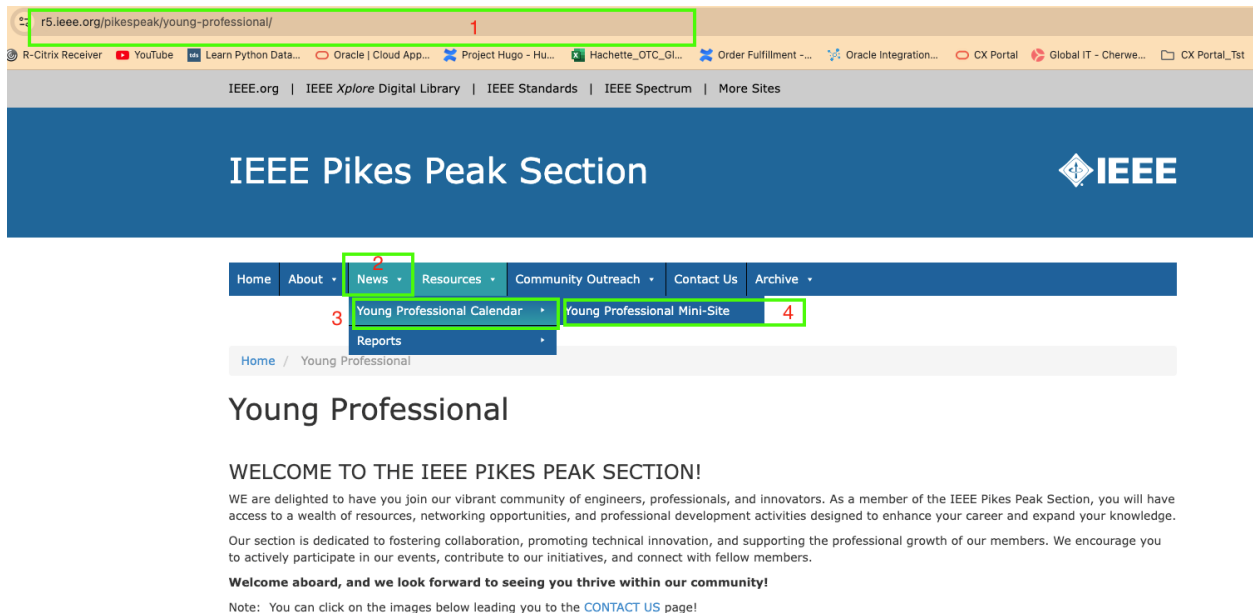 r5.ieee.org/pikespeak/young-professional/ 1
R-Citrix Receiver YouTube tds Learn Python Data... Oracle | Cloud App... Project Hugo - Hu... Hachette_OTC_Gl... Order Fulfillment -... Oracle Integration... CX Portal Global IT - Cherwe... CX Portal_Tst
IEEE.org | IEEE Xplore Digital Library | IEEE Standards | IEEE Spectrum | More Sites
IEEE Pikes Peak Section IEEE
2
Home About News Resources Community Outreach Contact Us Archive
3 Young Professional Calendar Young Professional Mini-Site 4
Reports
Home / Young Professional
Young Professional
WELCOME TO THE IEEE PIKES PEAK SECTION!
WE are delighted to have you join our vibrant community of engineers, professionals, and innovators. As a member of the IEEE Pikes Peak Section, you will have
access to a wealth of resources, networking opportunities, and professional development activities designed to enhance your career and expand your knowledge.
Our section is dedicated to fostering collaboration, promoting technical innovation, and supporting the professional growth of our members. We encourage you
to actively participate in our events, contribute to our initiatives, and connect with fellow members.
Welcome aboard, and we look forward to seeing you thrive within our community!
Note: You can click on the images below leading you to the CONTACT US page!